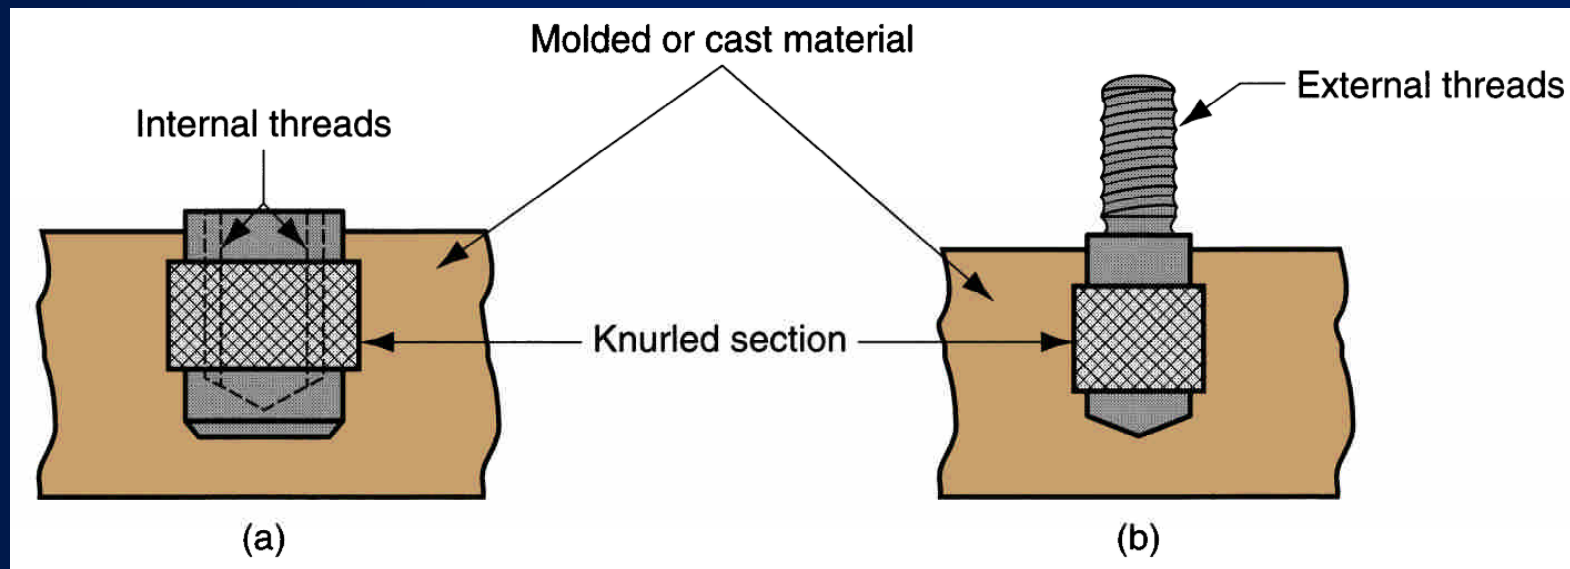 Molded or cast material
Internal threads
External threads
Knurled section
(a)
(b)